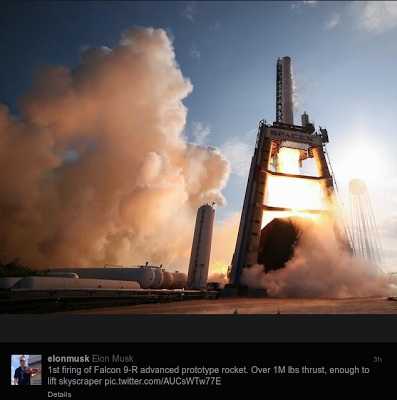 SPACEX
elonmusk Elon Musk
3h
1st firing of Falcon 9-R advanced prototype rocket. Over 1M lbs thrust, enough to
lift skyscraper pic.twitter.com/AUCsWTw77E
Details